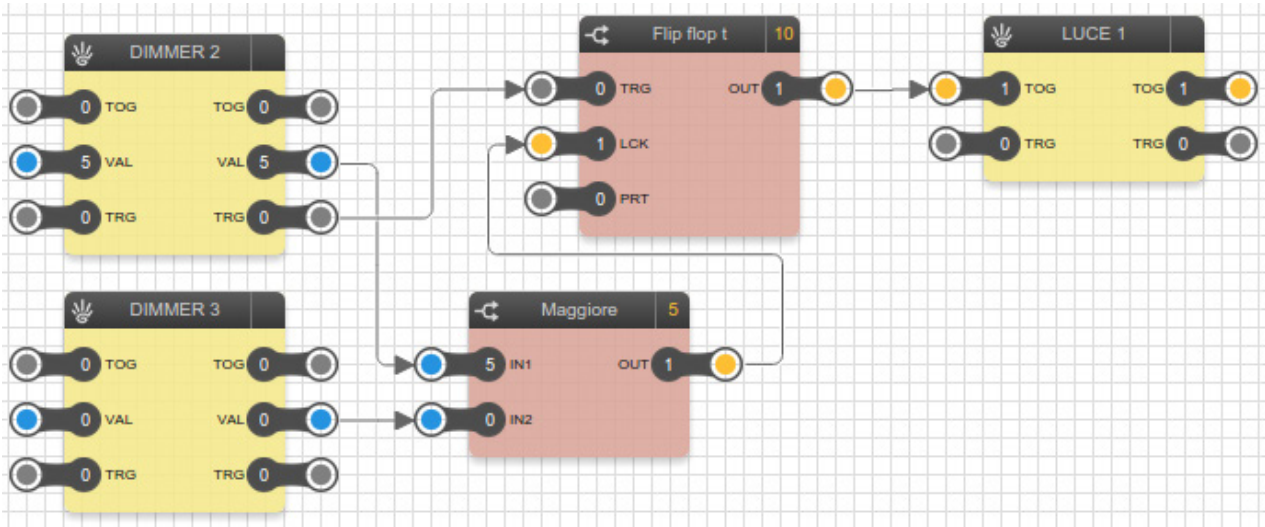 DIMMER 2
0 TOG TOG 0
5 VAL VAL 5
0 TRG TRG 0
Flip flop t 10
0 TRG OUT 1
1 LCK
0 PRT
LUCE 1
1 TOG TOG 1
0 TRG TRG 0
DIMMER 3
0 TOG TOG 0
0 VAL VAL 0
0 TRG TRG 0
Maggiore 5
5 IN1 OUT 1
0 IN2